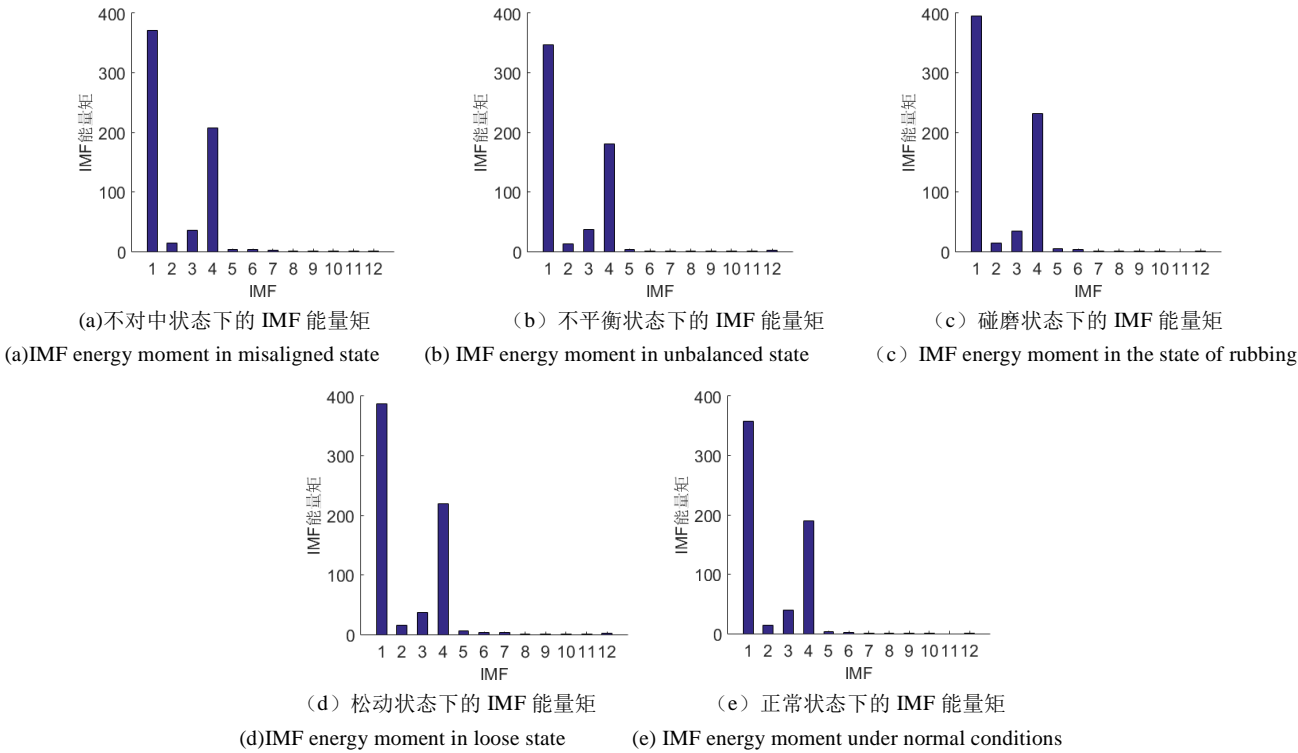 400
300
200
100
0
IMF能量矩
1 2 3 4 5 6 7 8 9 10 11 12
IMF
(a)不对中状态下的 IMF 能量矩
(a)IMF energy moment in misaligned state
400
300
200
100
0
IMF能量矩
1 2 3 4 5 6 7 8 9 10 11 12
IMF
（b）不平衡状态下的 IMF 能量矩
(b) IMF energy moment in unbalanced state
400
300
200
100
0
IMF能量矩
1 2 3 4 5 6 7 8 9 10 11 12
IMF
（c）碰磨状态下的 IMF 能量矩
（c）IMF energy moment in the state of rubbing
400
300
200
100
0
IMF能量矩
1 2 3 4 5 6 7 8 9 10 11 12
IMF
（d）松动状态下的 IMF 能量矩
(d)IMF energy moment in loose state
400
300
200
100
0
IMF能量矩
1 2 3 4 5 6 7 8 9 10 11 12
IMF
（e）正常状态下的 IMF 能量矩
(e) IMF energy moment under normal conditions